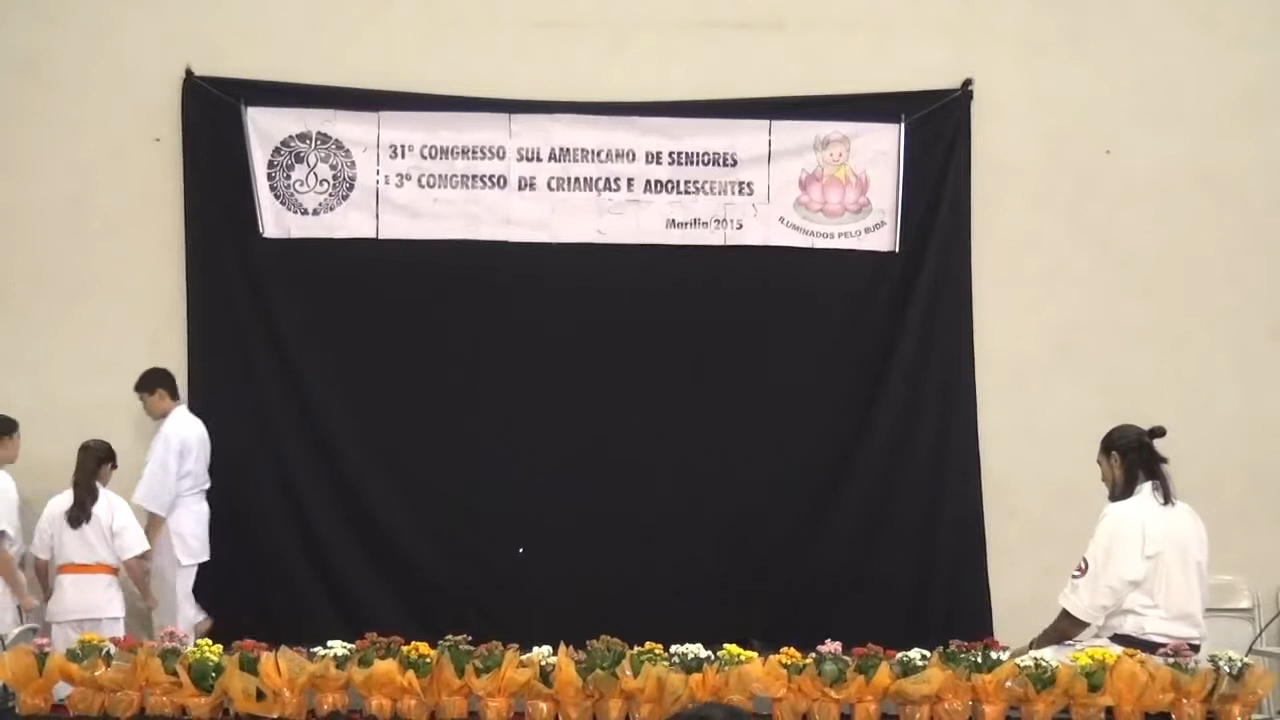 31º CONGRESSO SUL AMERICANO DE SENIORES
E 3º CONGRESSO DE CRIANÇAS E ADOLESCENTES
Marília 2015
ILUMINADOS PELO BUDA